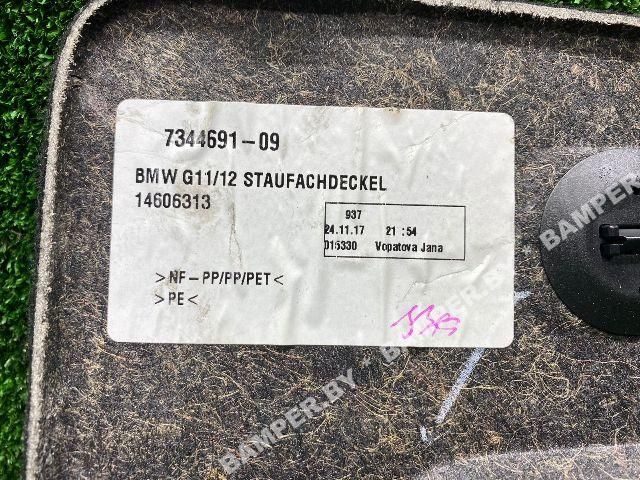 7344691-09
BMW G11/12 STAUFACHDECKEL
14606313
937
24.11.17 21:54
015330 Vopatova Jana
>NF-PP/PP/PET<
>PE<
BAMPER.BY * BAMPER.BY * BAMPER.BY